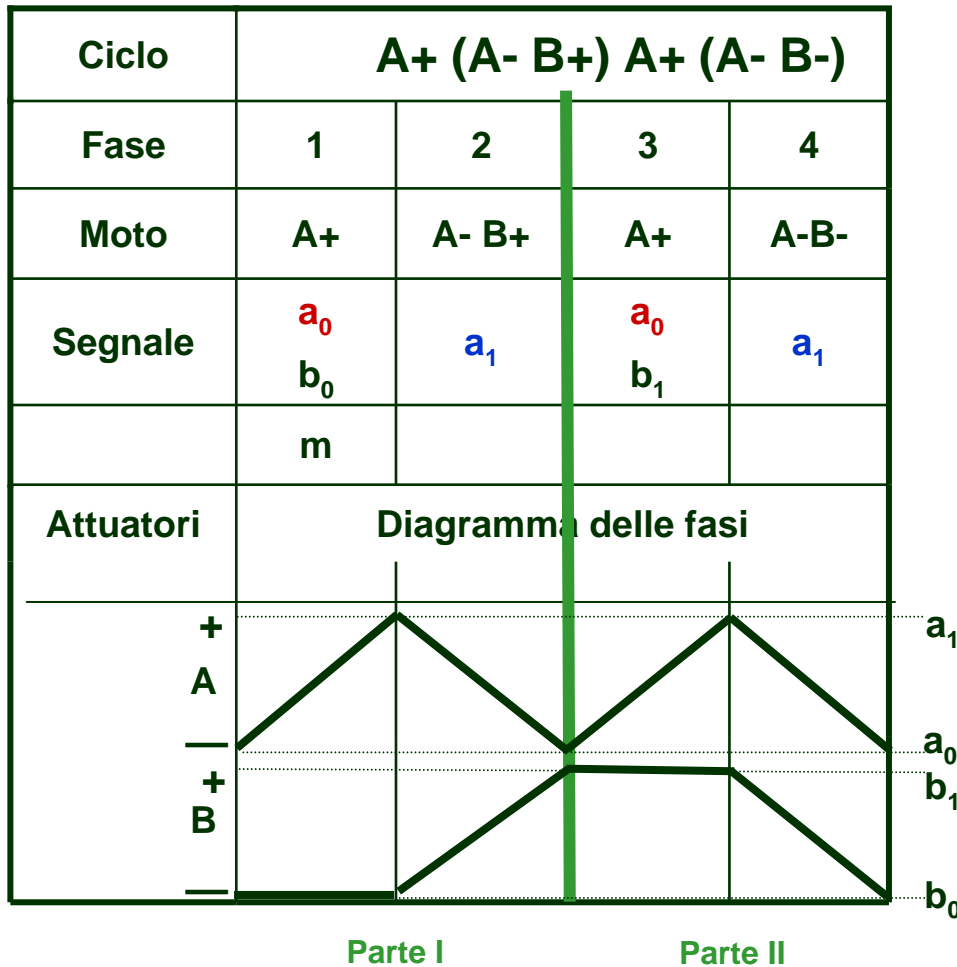 Ciclo A+ (A- B+) A+ (A- B-)
Fase 1 2 3 4
Moto A+ A- B+ A+ A-B-
Segnale a₀ b₀ a₁ a₀ b₁ a₁
m
Attuatori Diagramma delle fasi
+ a₁
A
— a₀
+ b₁
B
— b₀
Parte I Parte II